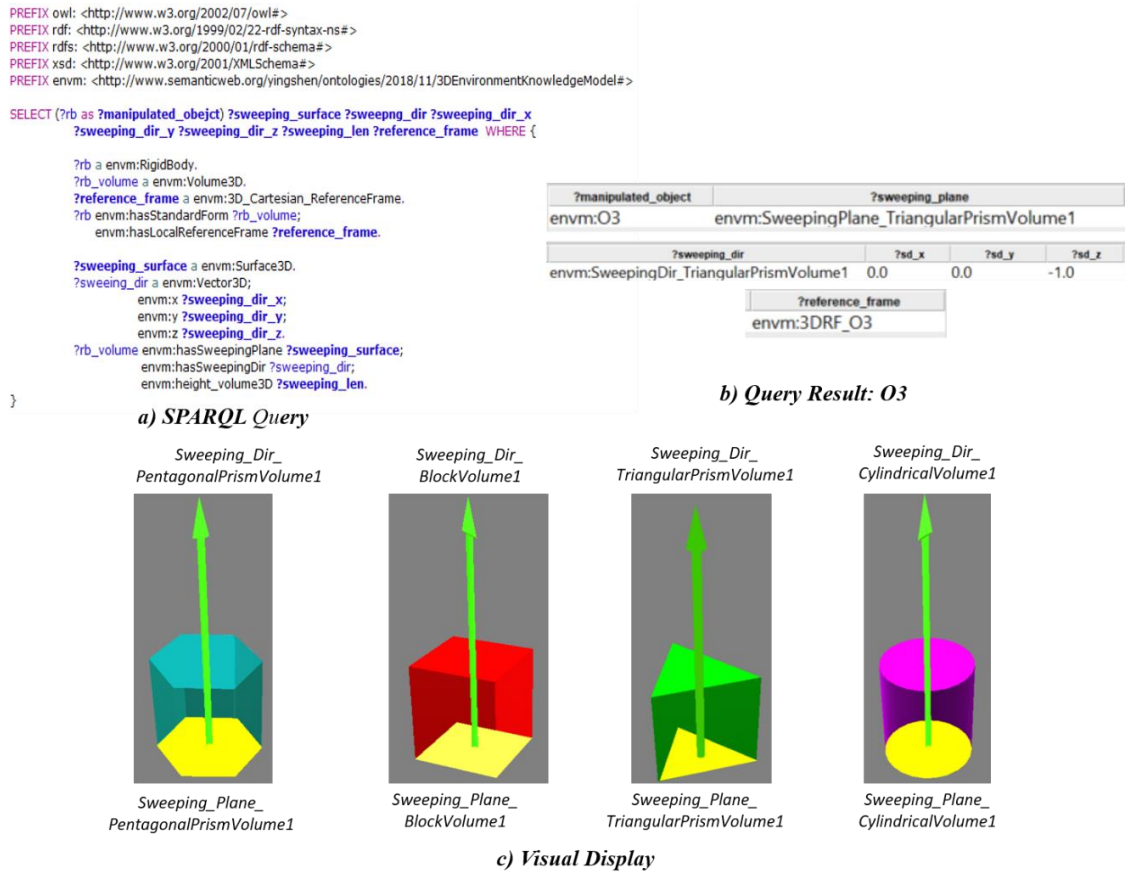 PREFIX owl: <http://www.w3.org/2002/07/owl#>
PREFIX rdf: <http://www.w3.org/1999/02/22-rdf-syntax-ns#>
PREFIX rdfs: <http://www.w3.org/2000/01/rdf-schema#>
PREFIX xsd: <http://www.w3.org/2001/XMLSchema#>
PREFIX envm: <http://www.semanticweb.org/yingshen/ontologies/2018/11/3DEnvironmentKnowledgeModel#>
SELECT (?rb as ?manipulated_obejct) ?sweeping_surface ?sweepng_dir ?sweeping_dir_x
?sweeping_dir_y ?sweeping_dir_z ?sweeping_len ?reference_frame WHERE {
?rb a envm:RigidBody.
?rb_volume a envm:Volume3D.
?reference_frame a envm:3D_Cartesian_ReferenceFrame.
?rb envm:hasStandardForm ?rb_volume;
envm:hasLocalReferenceFrame ?reference_frame.
?sweeping_surface a envm:Surface3D.
?sweeing_dir a envm:Vector3D;
envm:x ?sweeping_dir_x;
envm:y ?sweeping_dir_y;
envm:z ?sweeping_dir_z.
?rb_volume envm:hasSweepingPlane ?sweeping_surface;
envm:hasSweepingDir ?sweeping_dir;
envm:height_volume3D ?sweeping_len.
}
a) SPARQL Query
?manipulated_object ?sweeping_plane
envm:O3 envm:SweepingPlane_TriangularPrismVolume1
?sweeping_dir ?sd_x ?sd_y ?sd_z
envm:SweepingDir_TriangularPrismVolume1 0.0 0.0 -1.0
?reference_frame
envm:3DRF_O3
b) Query Result: O3
Sweeping_Dir_
PentagonalPrismVolume1
Sweeping_Dir_
BlockVolume1
Sweeping_Dir_
TriangularPrismVolume1
Sweeping_Dir_
CylindricalVolume1
Sweeping_Plane_
PentagonalPrismVolume1
Sweeping_Plane_
BlockVolume1
Sweeping_Plane_
TriangularPrismVolume1
Sweeping_Plane_
CylindricalVolume1
c) Visual Display